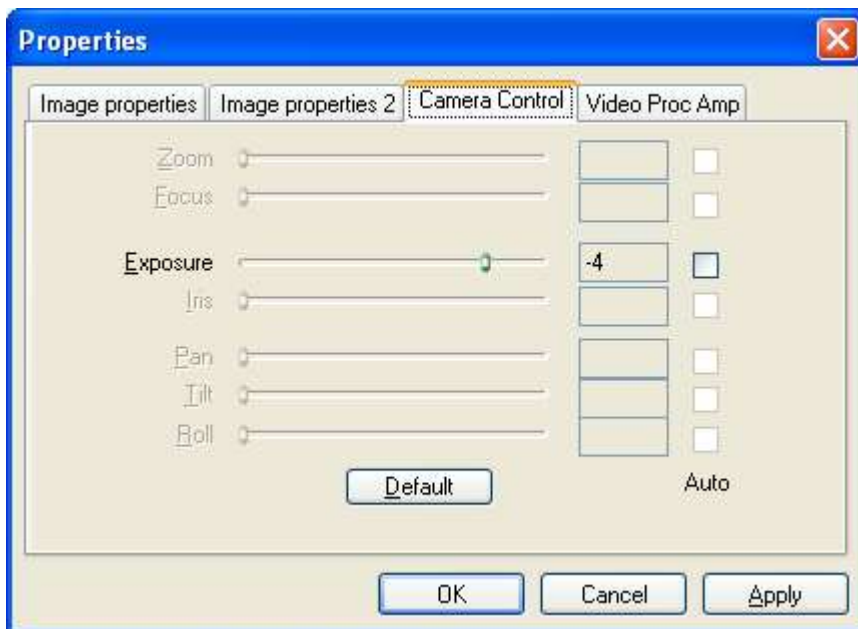 Properties
Image properties Image properties 2 Camera Control Video Proc Amp
Zoom
Focus
Exposure -4
Iris
Pan
Tilt
Roll
Default Auto
OK Cancel Apply